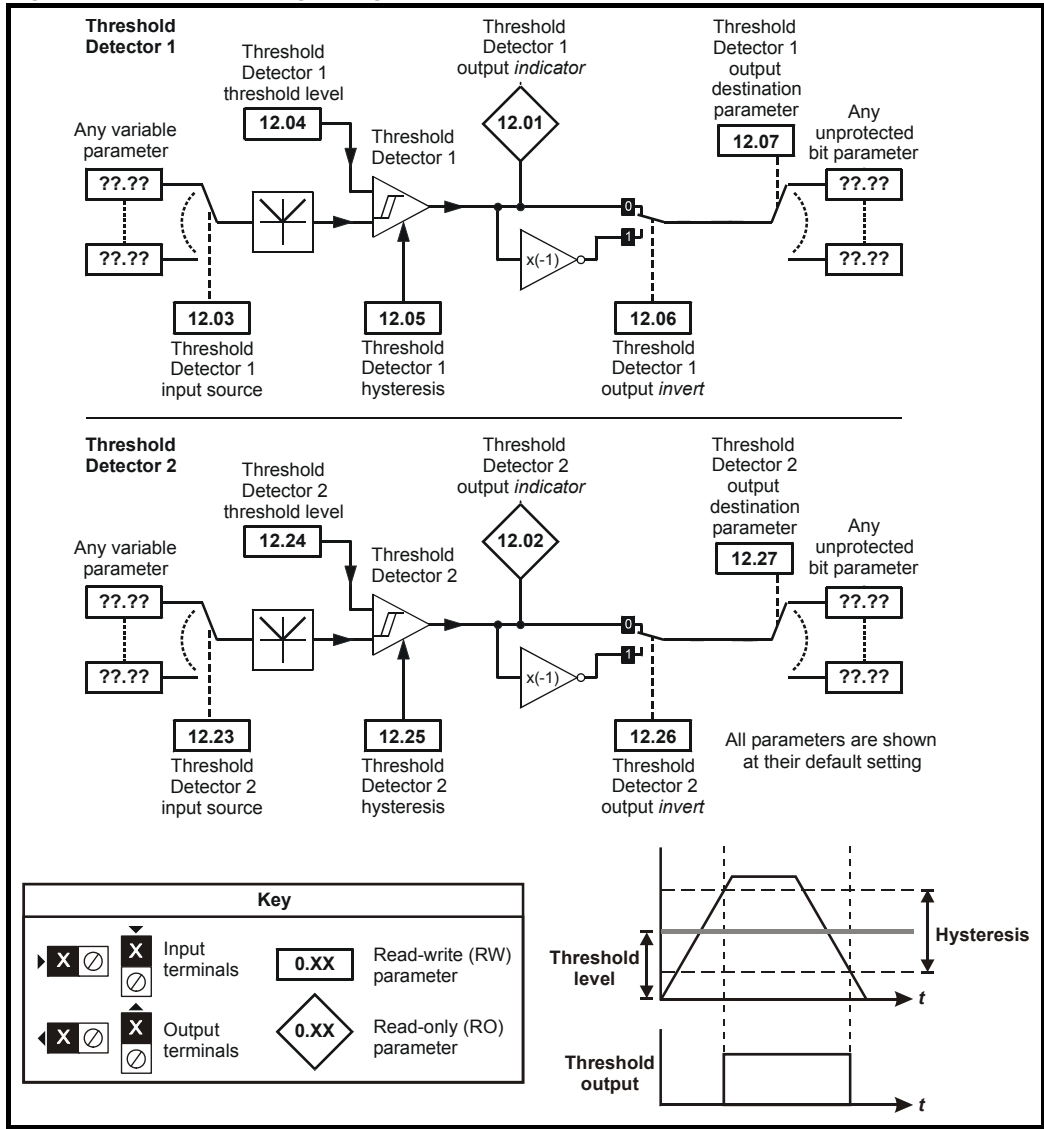 Threshold
Detector 1
Threshold
Detector 1
threshold level
12.04
Threshold
Detector 1
output indicator
12.01
Threshold
Detector 1
output
destination
parameter
12.07
Any variable
parameter
??.??
??.??
Threshold
Detector 1
x(-1)
0
1
Any
unprotected
bit parameter
??.??
??.??
12.03
Threshold
Detector 1
input source
12.05
Threshold
Detector 1
hysteresis
12.06
Threshold
Detector 1
output invert
Threshold
Detector 2
Threshold
Detector 2
threshold level
12.24
Threshold
Detector 2
output indicator
12.02
Threshold
Detector 2
output
destination
parameter
12.27
Any variable
parameter
??.??
??.??
Threshold
Detector 2
x(-1)
0
1
Any
unprotected
bit parameter
??.??
??.??
12.23
Threshold
Detector 2
input source
12.25
Threshold
Detector 2
hysteresis
12.26
Threshold
Detector 2
output invert
All parameters are shown
at their default setting
Key
X
X
Input
terminals
X
X
Output
terminals
0.XX
Read-write (RW)
parameter
0.XX
Read-only (RO)
parameter
Threshold
level
Hysteresis
t
Threshold
output
t